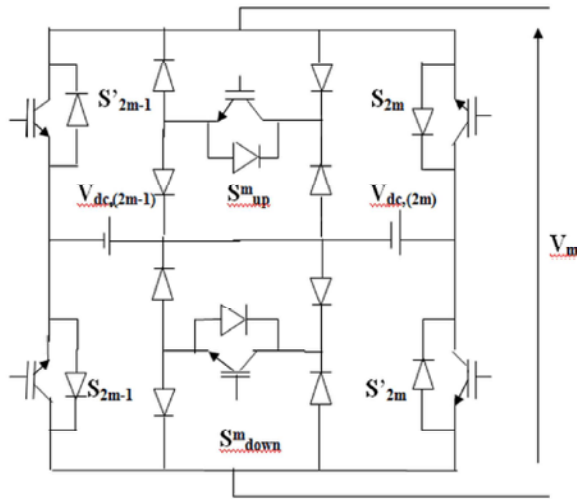 S'2m-1
S2m
Vdc,(2m-1)
Smup
Vdc,(2m)
Vm
S2m-1
S'2m
Smdown